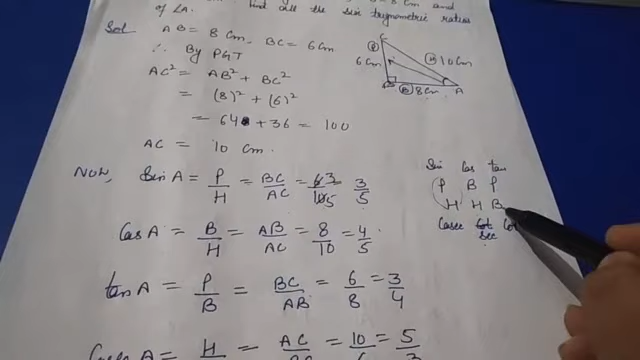 of ∠A. find all the six trignometric ratios
Sol AB = 8 Cm, BC = 6 Cm
∴ By PGT
AC² = AB² + BC²
= (8)² + (6)²
= 64 + 36 = 100
AC = 10 Cm.
C
P
6 Cm
H 10 Cm
B 8 Cm A
Now, Sin A = P/H = BC/AC = 6 3/10 5 = 3/5
Cos A = B/H = AB/AC = 8/10 = 4/5
tan A = P/B = BC/AB = 6/8 = 3/4
Cosec A = H = AC = 10 = 5
Sin Cos tan
P B P
H H B
Cosec sec Cot